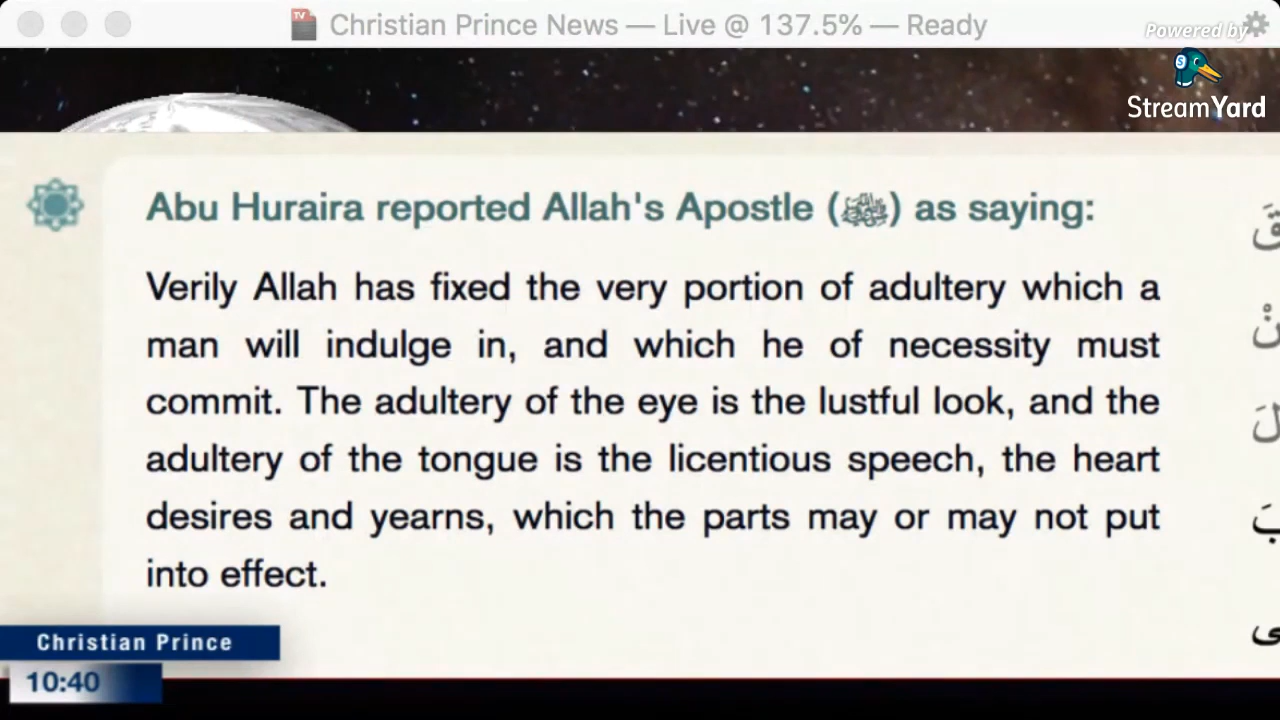 Christian Prince News — Live @ 137.5% — Ready
Powered by
StreamYard
Abu Huraira reported Allah's Apostle (ﷺ) as saying:
Verily Allah has fixed the very portion of adultery which a
man will indulge in, and which he of necessity must
commit. The adultery of the eye is the lustful look, and the
adultery of the tongue is the licentious speech, the heart
desires and yearns, which the parts may or may not put
into effect.
Christian Prince
10:40